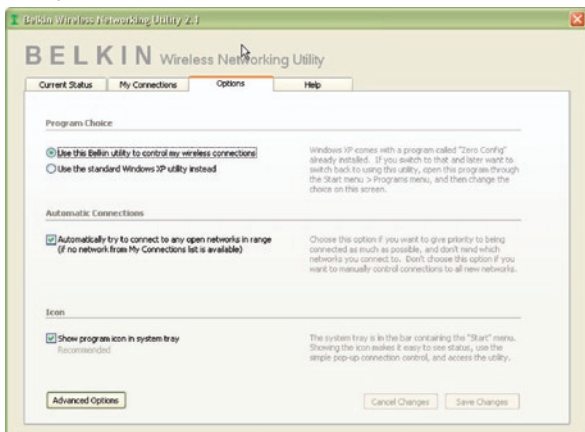 Belkin Wireless Networking Utility 2.1
BELKIN Wireless Networking Utility
Current Status My Connections Options Help
Program Choice
Use this Belkin utility to control my wireless connections
Use the standard Windows XP utility instead
Windows XP comes with a program called "Zero Config"
already installed. If you switch to that and later want to
switch back to using this utility, open this program through
the Start menu > Programs menu, and then change the
choice on this screen.
Automatic Connections
Automatically try to connect to any open networks in range
(if no network from My Connections list is available)
Choose this option if you want to give priority to being
connected as much as possible, and don't mind which
networks you connect to. Don't choose this option if you
want to manually control connections to all new networks.
Icon
Show program icon in system tray
Recommended
The system tray is in the bar containing the "Start" menu.
Showing the icon makes it easy to see status, use the
simple pop-up connection control, and access the utility.
Advanced Options Cancel Changes Save Changes